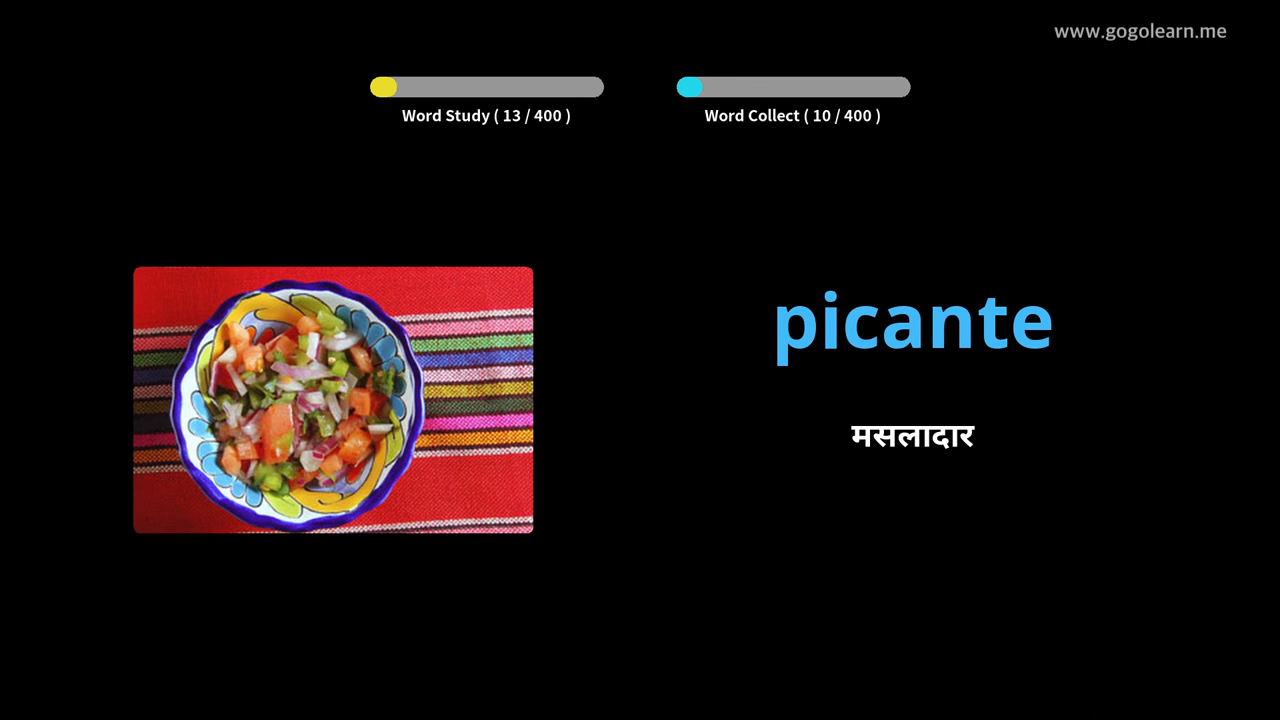 www.gogolearn.me
Word Study ( 13 / 400 )
Word Collect ( 10 / 400 )
picante
मसलादार